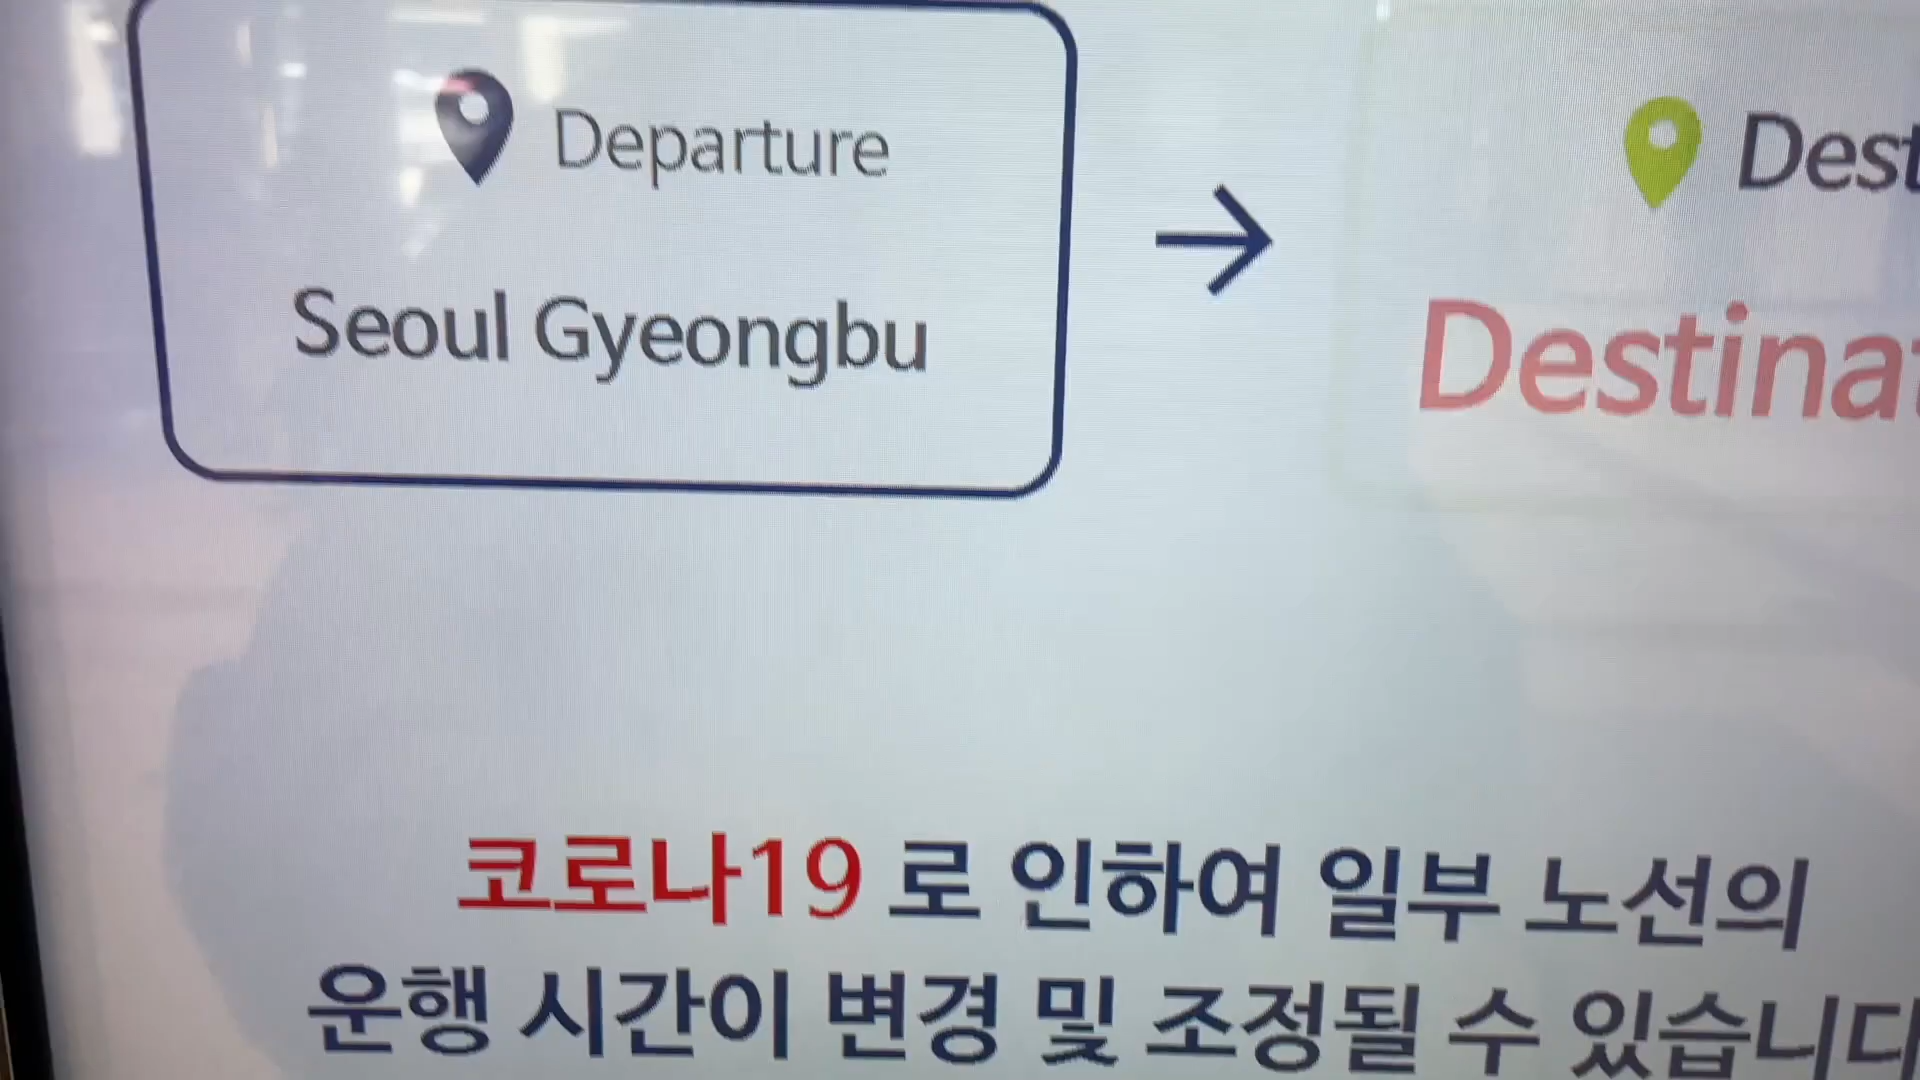 Departure
Seoul Gyeongbu
Dest
Destinat
코로나19 로 인하여 일부 노선의
운행 시간이 변경 및 조정될 수 있습니다